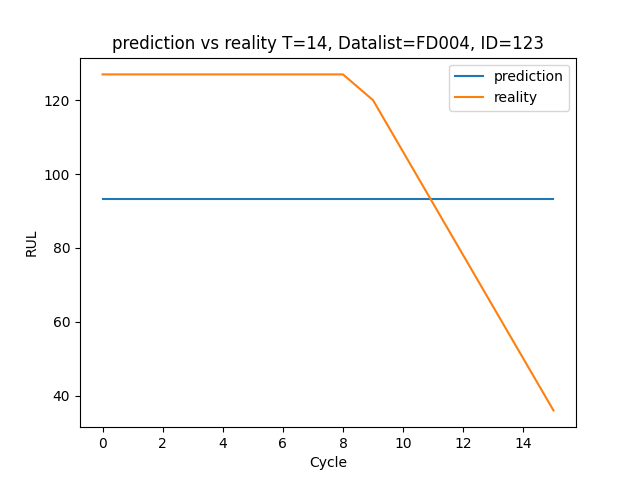 prediction vs reality T=14, Datalist=FD004, ID=123
prediction
reality
120
100
80
60
40
RUL
0 2 4 6 8 10 12 14
Cycle